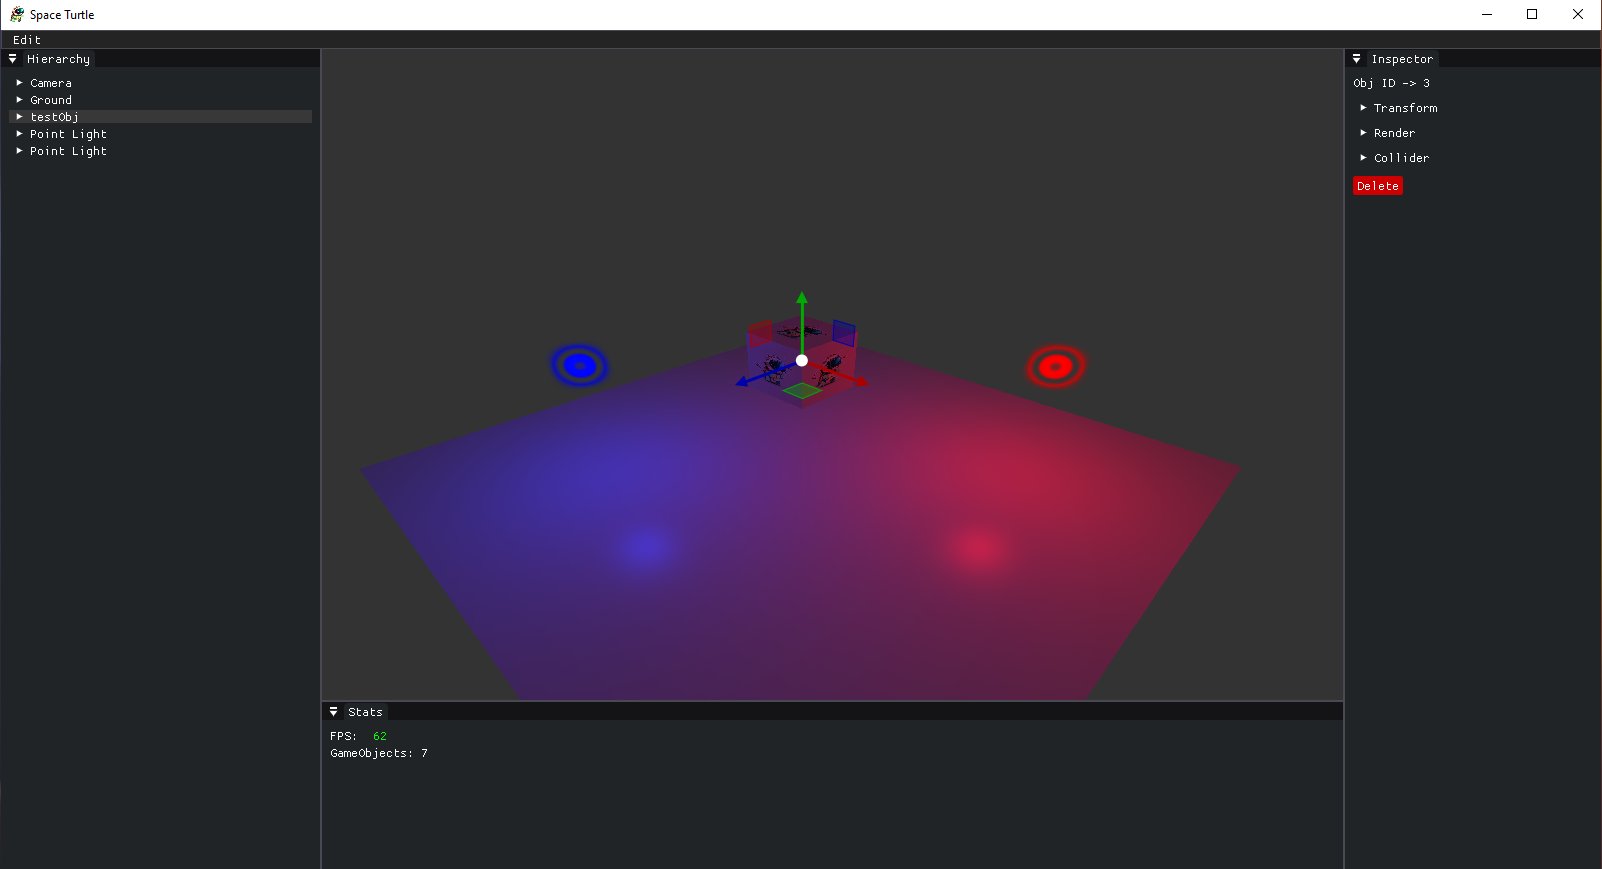 Space Turtle
Edit
Hierarchy
Camera
Ground
testObj
Point Light
Point Light
Inspector
Obj ID -> 3
Transform
Render
Collider
Delete
Stats
FPS: 62
GameObjects: 7